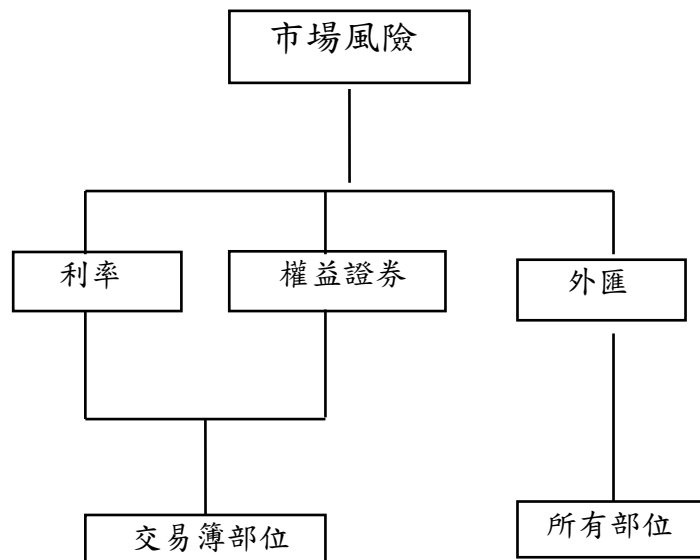 市場風險
利率
權益證券
外匯
交易簿部位
所有部位